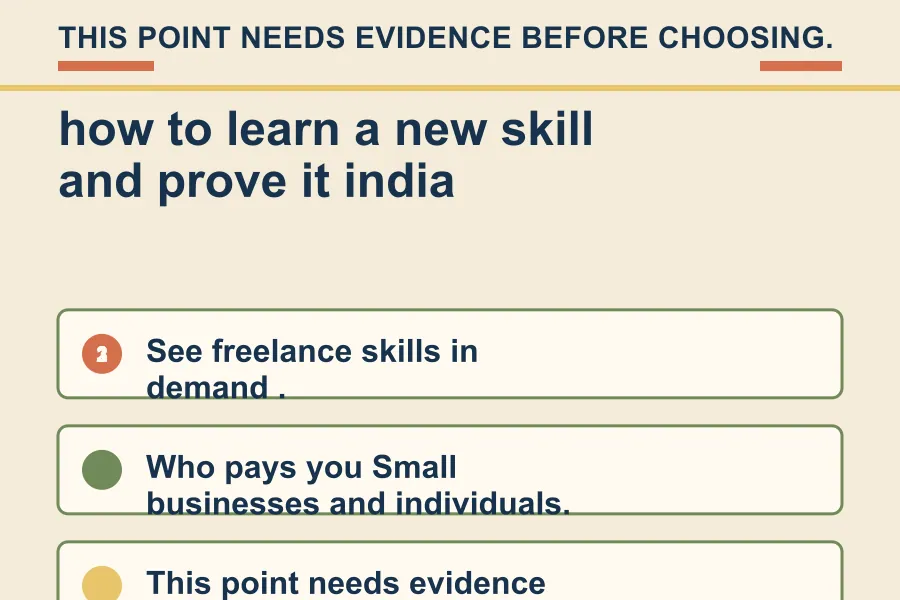 THIS POINT NEEDS EVIDENCE BEFORE CHOOSING.
how to learn a new skill
and prove it india
See freelance skills in
demand .
Who pays you Small
businesses and individuals.
This point needs evidence